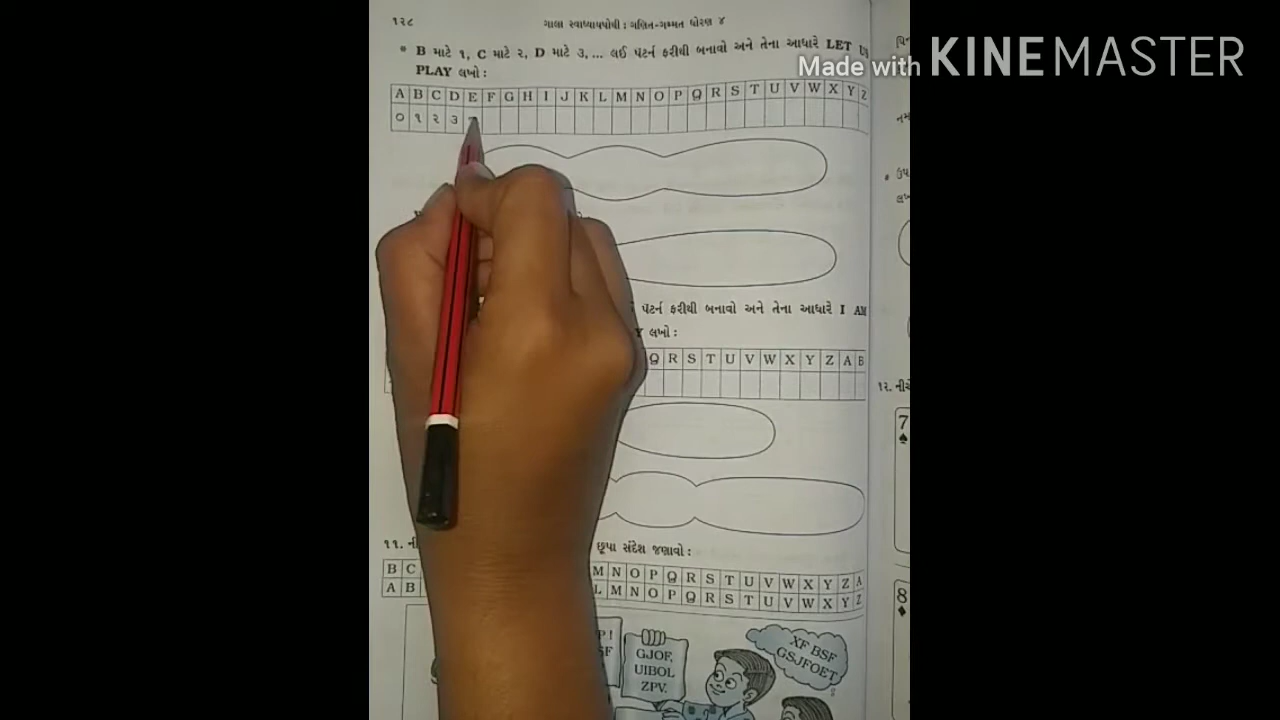 ૧૨૮ ગાલા સ્વાધ્યાયપોથી : ગણિત-ગમ્મત ધોરણ ૪
Made with KINEMASTER
• B માટે ૧, C માટે ૨, D માટે ૩, ... લઈ પૅટર્ન ફરીથી બનાવો અને તેના આધારે LET
PLAY લખો :
A B C D E F G H I J K L M N O P Q R S T U V W X Y Z
૦ ૧ ૨ ૩
પૅટર્ન ફરીથી બનાવો અને તેના આધારે I AM
લખો :
Q R S T U V W X Y Z A B
૧૧. છૂપા સંદેશ જણાવો :
B C M N O P Q R S T U V W X Y Z A
A B L M N O P Q R S T U V W X Y Z
GJOF,
UIBOL
ZPV.
XF BSF
GSJFOET
૧૨.
7
8